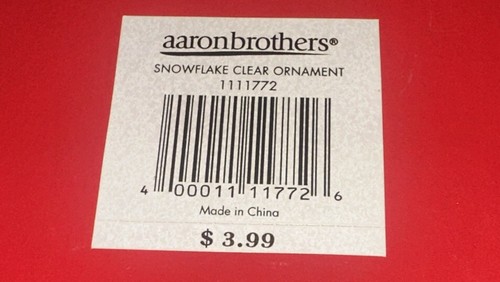 aaronbrothers®
SNOWFLAKE CLEAR ORNAMENT
1111772
4 00011 11772 6
Made in China
$ 3.99